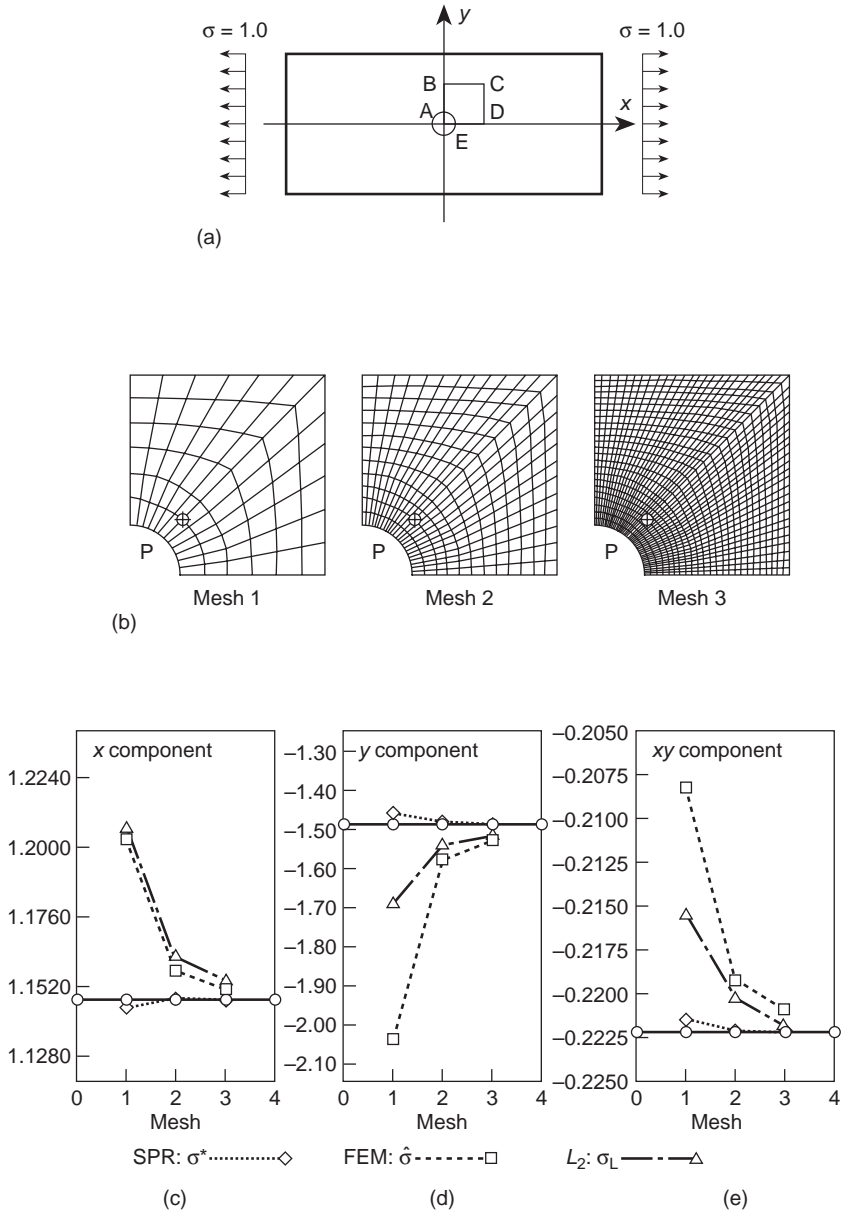 y
σ = 1.0 σ = 1.0
B C
A D x
E
(a)
P P P
Mesh 1 Mesh 2 Mesh 3
(b)
x component
1.2240
1.2000
1.1760
1.1520
1.1280
0 1 2 3 4
Mesh
y component
–1.30
–1.40
–1.50
–1.60
–1.70
–1.80
–1.90
–2.00
–2.10
0 1 2 3 4
Mesh
xy component
–0.2050
–0.2075
–0.2100
–0.2125
–0.2150
–0.2175
–0.2200
–0.2225
–0.2250
0 1 2 3 4
Mesh
SPR: σ* FEM: σ̂ L₂: σ_L
(c) (d) (e)